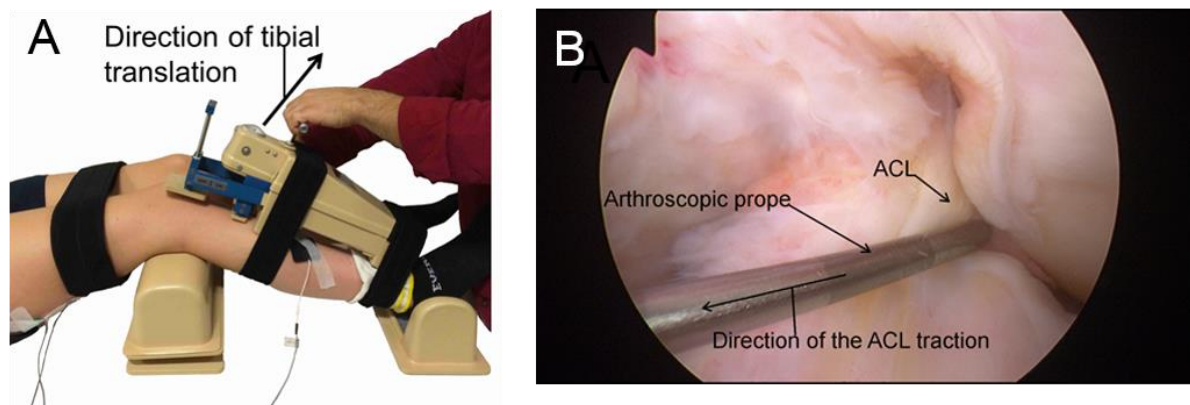 A
Direction of tibial
translation
B
A
ACL
Arthroscopic prope
Direction of the ACL traction